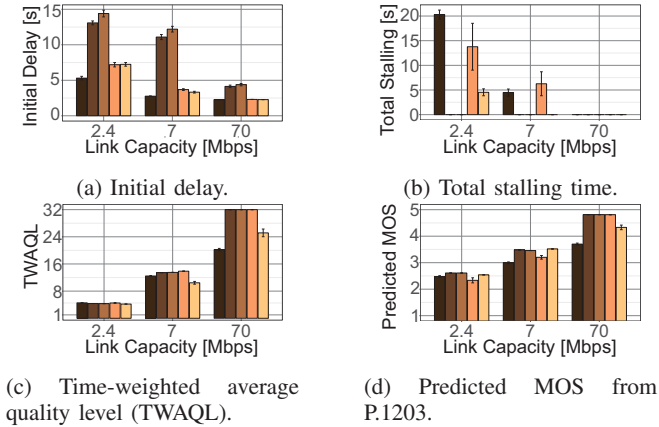 Initial Delay [s]
15
10
5
0
2.4 7 70
Link Capacity [Mbps]
(a) Initial delay.
Total Stalling [s]
20
15
10
5
0
2.4 7 70
Link Capacity [Mbps]
(b) Total stalling time.
TWAQL
32
24
16
8
1
2.4 7 70
Link Capacity [Mbps]
(c) Time-weighted average
quality level (TWAQL).
Predicted MOS
5
4
3
2
1
2.4 7 70
Link Capacity [Mbps]
(d) Predicted MOS from
P.1203.